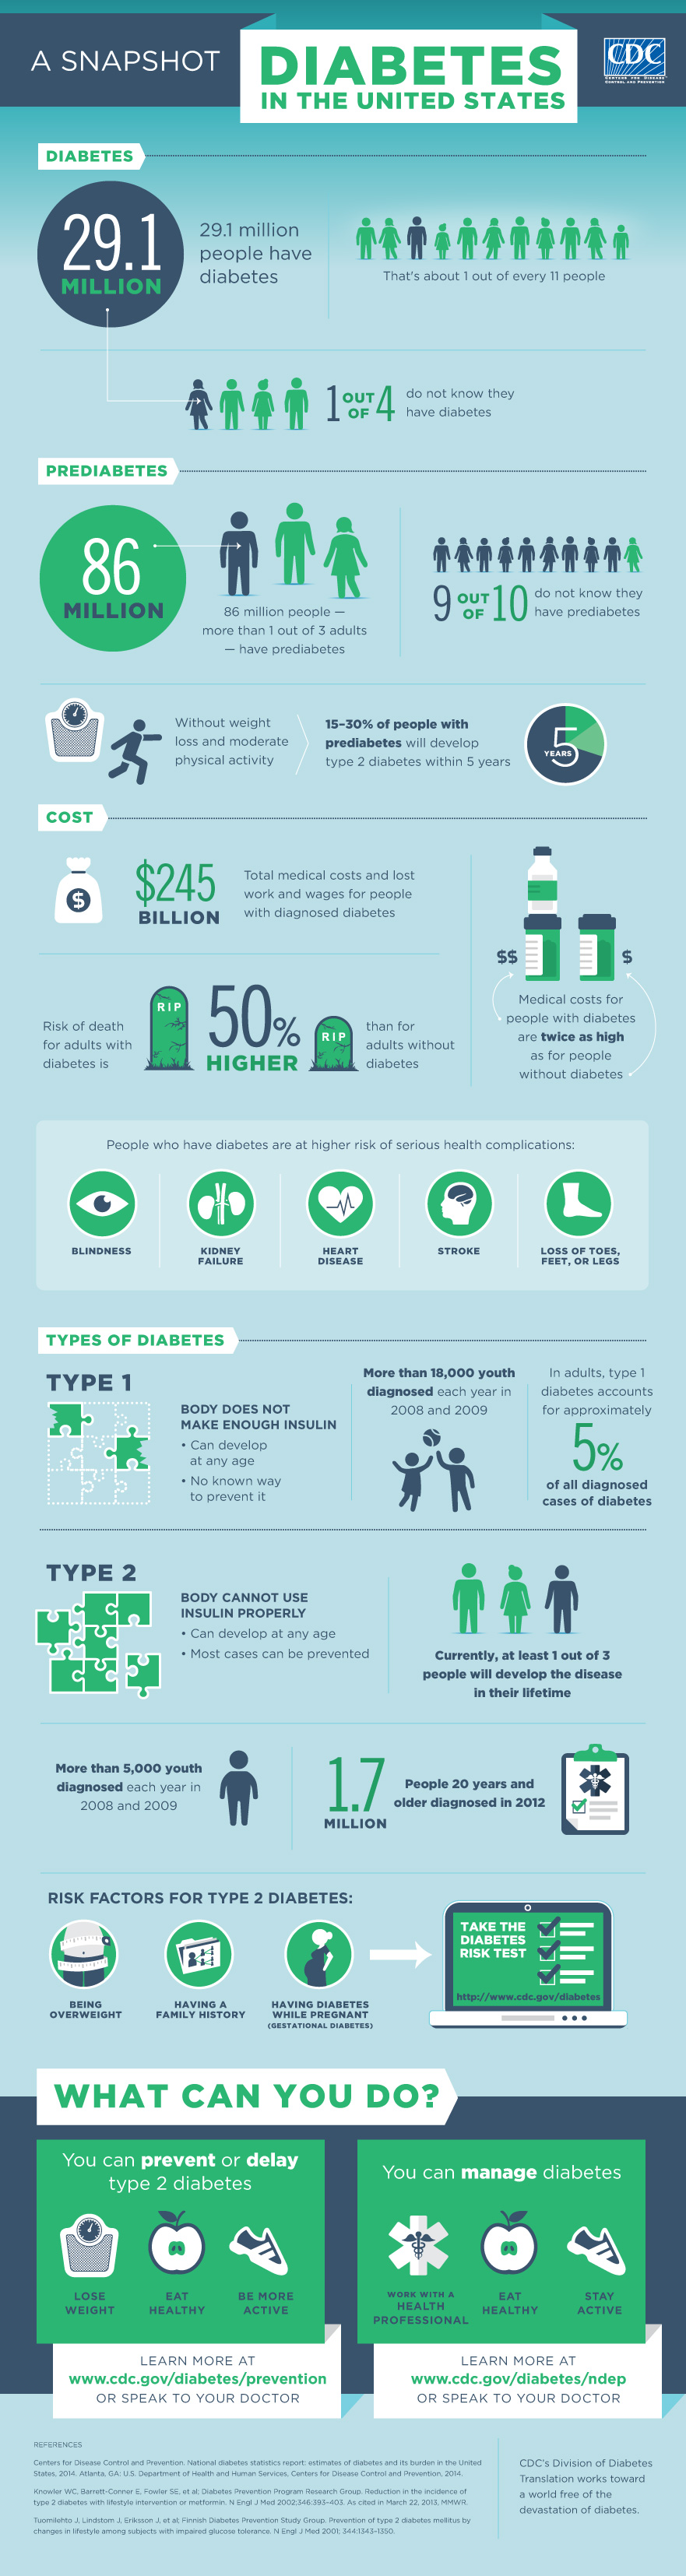 A SNAPSHOT
DIABETES
IN THE UNITED STATES
CDC
CENTERS FOR DISEASE
CONTROL AND PREVENTION
DIABETES
29.1
MILLION
29.1 million
people have
diabetes
That's about 1 out of every 11 people
1 OUT OF 4
do not know they
have diabetes
PREDIABETES
86
MILLION
86 million people —
more than 1 out of 3 adults
— have prediabetes
9 OUT OF 10
do not know they
have prediabetes
Without weight
loss and moderate
physical activity
15–30% of people with
prediabetes will develop
type 2 diabetes within 5 years
5
YEARS
COST
$
$245
BILLION
Total medical costs and lost
work and wages for people
with diagnosed diabetes
Risk of death
for adults with
diabetes is
RIP
50%
HIGHER
RIP
than for
adults without
diabetes
$$
$
Medical costs for
people with diabetes
are twice as high
as for people
without diabetes
People who have diabetes are at higher risk of serious health complications:
BLINDNESS
KIDNEY
FAILURE
HEART
DISEASE
STROKE
LOSS OF TOES,
FEET, OR LEGS
TYPES OF DIABETES
TYPE 1
BODY DOES NOT
MAKE ENOUGH INSULIN
• Can develop
at any age
• No known way
to prevent it
More than 18,000 youth
diagnosed each year in
2008 and 2009
In adults, type 1
diabetes accounts
for approximately
5%
of all diagnosed
cases of diabetes
TYPE 2
BODY CANNOT USE
INSULIN PROPERLY
• Can develop at any age
• Most cases can be prevented
Currently, at least 1 out of 3
people will develop the disease
in their lifetime
More than 5,000 youth
diagnosed each year in
2008 and 2009
1.7
MILLION
People 20 years and
older diagnosed in 2012
RISK FACTORS FOR TYPE 2 DIABETES:
BEING
OVERWEIGHT
HAVING A
FAMILY HISTORY
HAVING DIABETES
WHILE PREGNANT
(GESTATIONAL DIABETES)
TAKE THE
DIABETES
RISK TEST
http://www.cdc.gov/diabetes
WHAT CAN YOU DO?
You can prevent or delay
type 2 diabetes
LOSE
WEIGHT
EAT
HEALTHY
BE MORE
ACTIVE
LEARN MORE AT
www.cdc.gov/diabetes/prevention
OR SPEAK TO YOUR DOCTOR
You can manage diabetes
WORK WITH A
HEALTH
PROFESSIONAL
EAT
HEALTHY
STAY
ACTIVE
LEARN MORE AT
www.cdc.gov/diabetes/ndep
OR SPEAK TO YOUR DOCTOR
REFERENCES
Centers for Disease Control and Prevention. National diabetes statistics report: estimates of diabetes and its burden in the United
States, 2014. Atlanta, GA: U.S. Department of Health and Human Services, Centers for Disease Control and Prevention, 2014.
Knowler WC, Barrett-Conner E, Fowler SE, et al; Diabetes Prevention Program Research Group. Reduction in the incidence of
type 2 diabetes with lifestyle intervention or metformin. N Engl J Med 2002;346:393–403. As cited in March 22, 2013, MMWR.
Tuomilehto J, Lindstom J, Eriksson J, et al: Finnish Diabetes Prevention Study Group. Prevention of type 2 diabetes mellitus by
changes in lifestyle among subjects with impaired glucose tolerance. N Engl J Med 2001; 344:1343–1350.
CDC's Division of Diabetes
Translation works toward
a world free of the
devastation of diabetes.